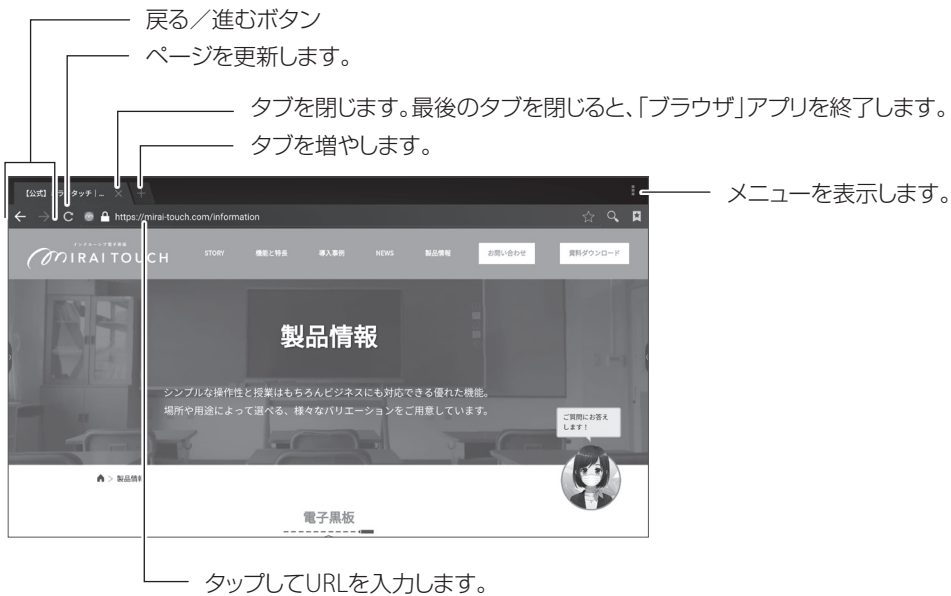 戻る／進むボタン
ページを更新します。
タブを閉じます。最後のタブを閉じると、「ブラウザ」アプリを終了します。
タブを増やします。
メニューを表示します。
【公式】 タッチ | ...
https://mirai-touch.com/information
MIRAI TOUCH
STORY 機能と特長 導入事例 NEWS 製品情報 お問い合わせ 資料ダウンロード
製品情報
シンプルな操作性と授業はもちろんビジネスにも対応できる優れた機能。
場所や用途によって選べる、様々なバリエーションをご用意しています。
ご質問にお答え
します！
> 製品情報
電子黒板
タップしてURLを入力します。